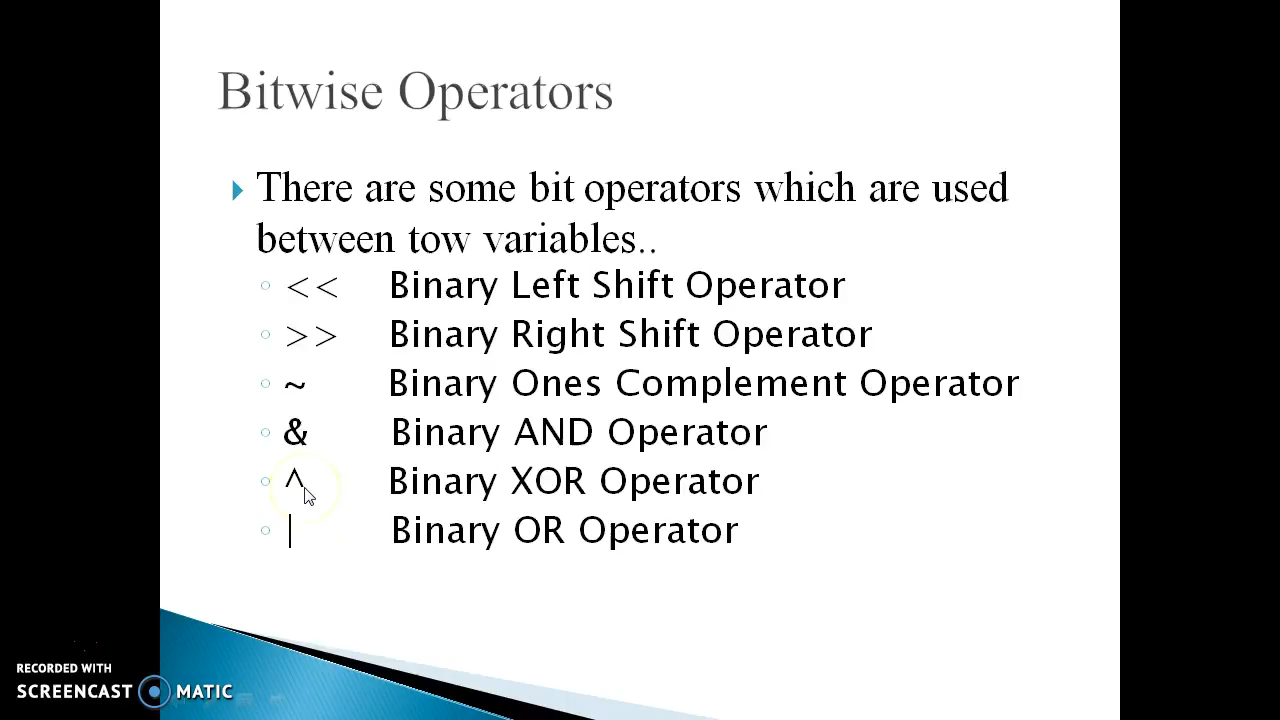 Bitwise Operators
There are some bit operators which are used
between tow variables..
<< Binary Left Shift Operator
>> Binary Right Shift Operator
~ Binary Ones Complement Operator
& Binary AND Operator
^ Binary XOR Operator
| Binary OR Operator
RECORDED WITH
SCREENCAST MATIC